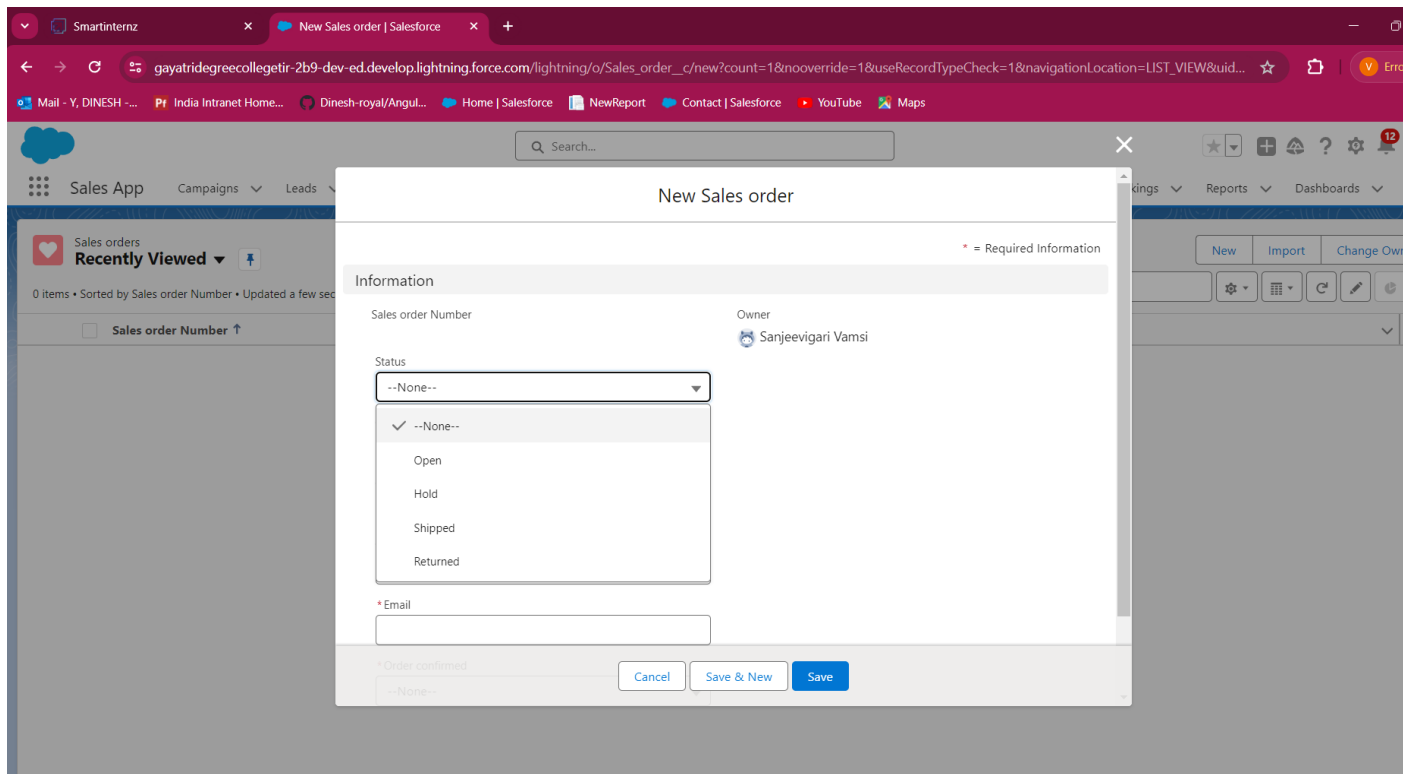 Smartinternz
New Sales order | Salesforce
gayatridegreecollegetir-2b9-dev-ed.develop.lightning.force.com/lightning/o/Sales_order__c/new?count=1&nooverride=1&useRecordTypeCheck=1&navigationLocation=LIST_VIEW&uid...
V Erro
Mail - Y, DINESH -... India Intranet Home... Dinesh-royal/Angul... Home | Salesforce NewReport Contact | Salesforce YouTube Maps
Search...
12
Sales App Campaigns Leads kings Reports Dashboards
New Sales order
Sales orders
Recently Viewed
* = Required Information
New Import Change Owr
Information
0 items • Sorted by Sales order Number • Updated a few sec
Sales order Number
Owner
Sales order Number
Sanjeevigari Vamsi
Status
--None--
--None--
Open
Hold
Shipped
Returned
*Email
*Order confirmed
--None--
Cancel Save & New Save